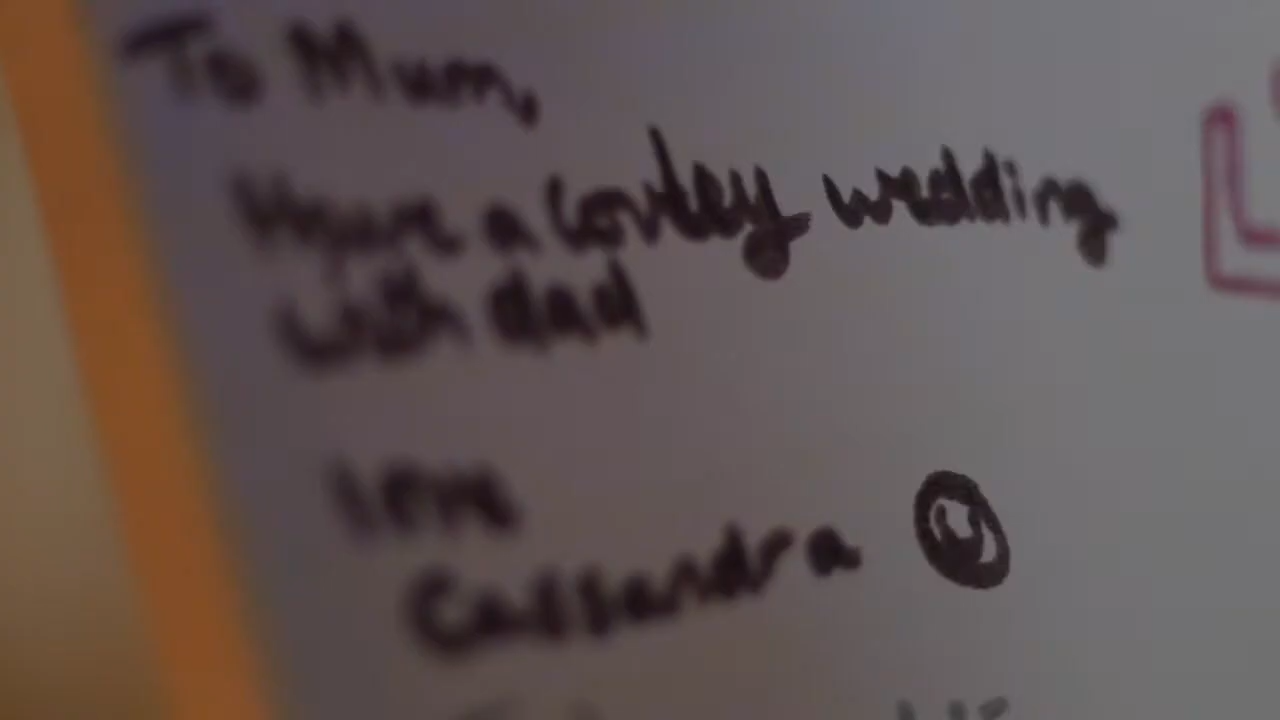 To Mum,
Have a lovley wedding
with dad
love
Cassandra